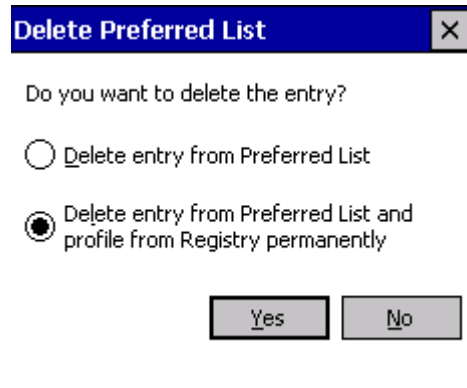 Delete Preferred List
Do you want to delete the entry?
Delete entry from Preferred List
Delete entry from Preferred List and
profile from Registry permanently
Yes No